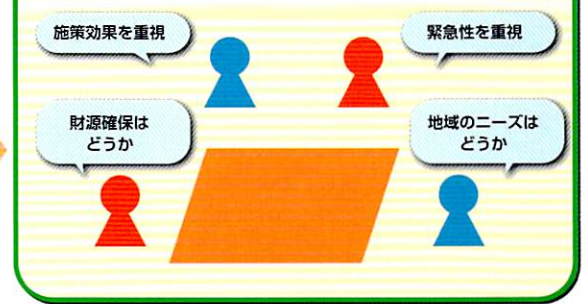 施策効果を重視
緊急性を重視
財源確保は
どうか
地域のニーズは
どうか